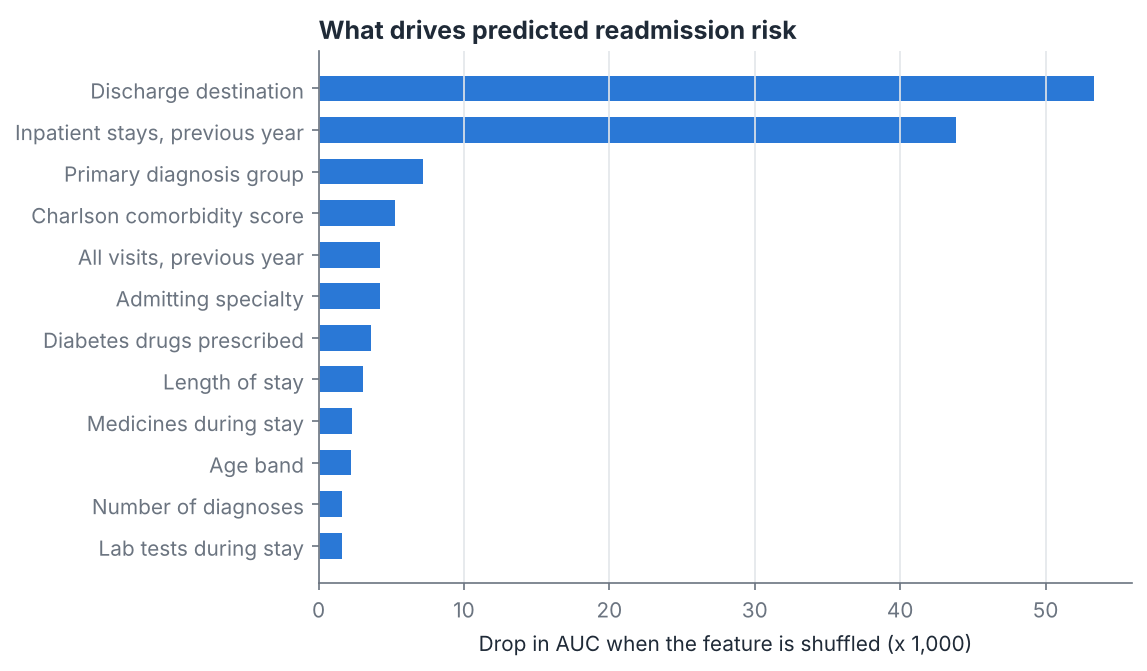 What drives predicted readmission risk
Discharge destination
Inpatient stays, previous year
Primary diagnosis group
Charlson comorbidity score
All visits, previous year
Admitting specialty
Diabetes drugs prescribed
Length of stay
Medicines during stay
Age band
Number of diagnoses
Lab tests during stay
0 10 20 30 40 50
Drop in AUC when the feature is shuffled (x 1,000)